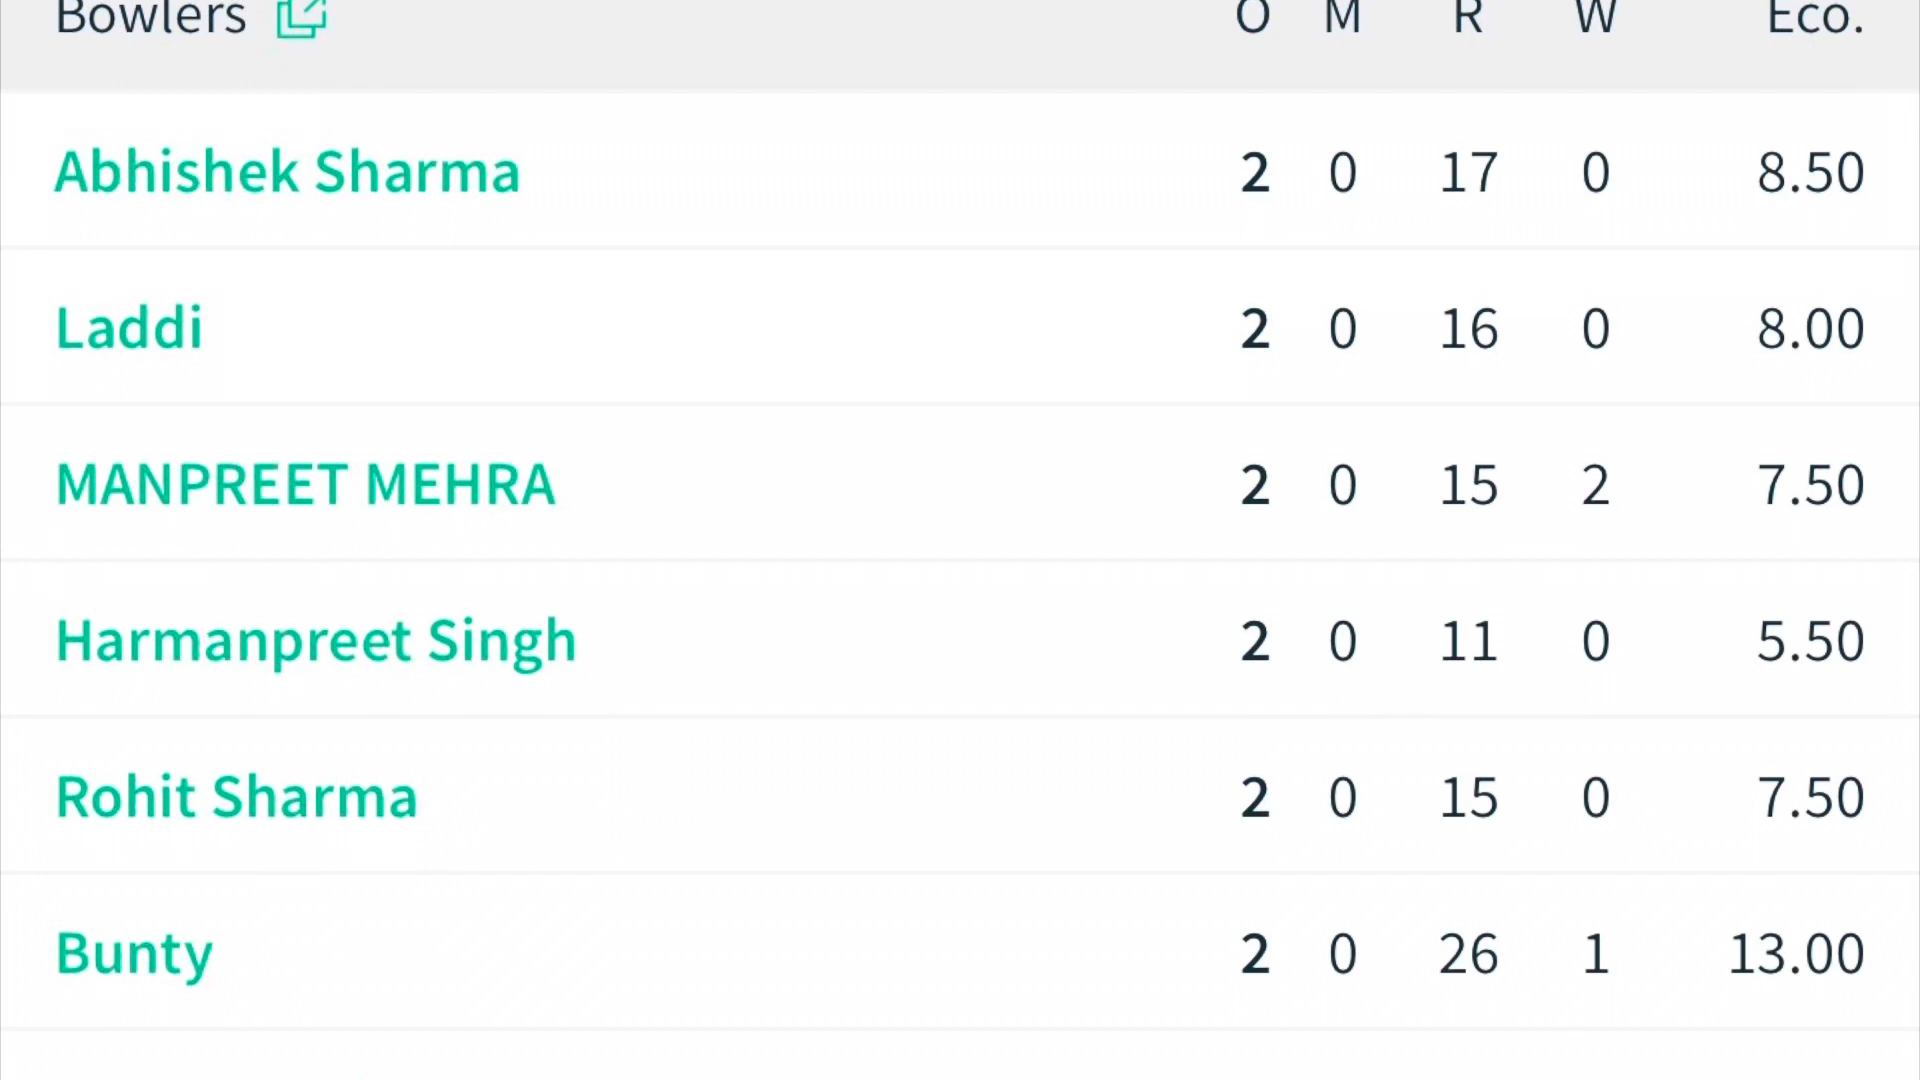 Bowlers O M R W Eco.
Abhishek Sharma 2 0 17 0 8.50
Laddi 2 0 16 0 8.00
MANPREET MEHRA 2 0 15 2 7.50
Harmanpreet Singh 2 0 11 0 5.50
Rohit Sharma 2 0 15 0 7.50
Bunty 2 0 26 1 13.00